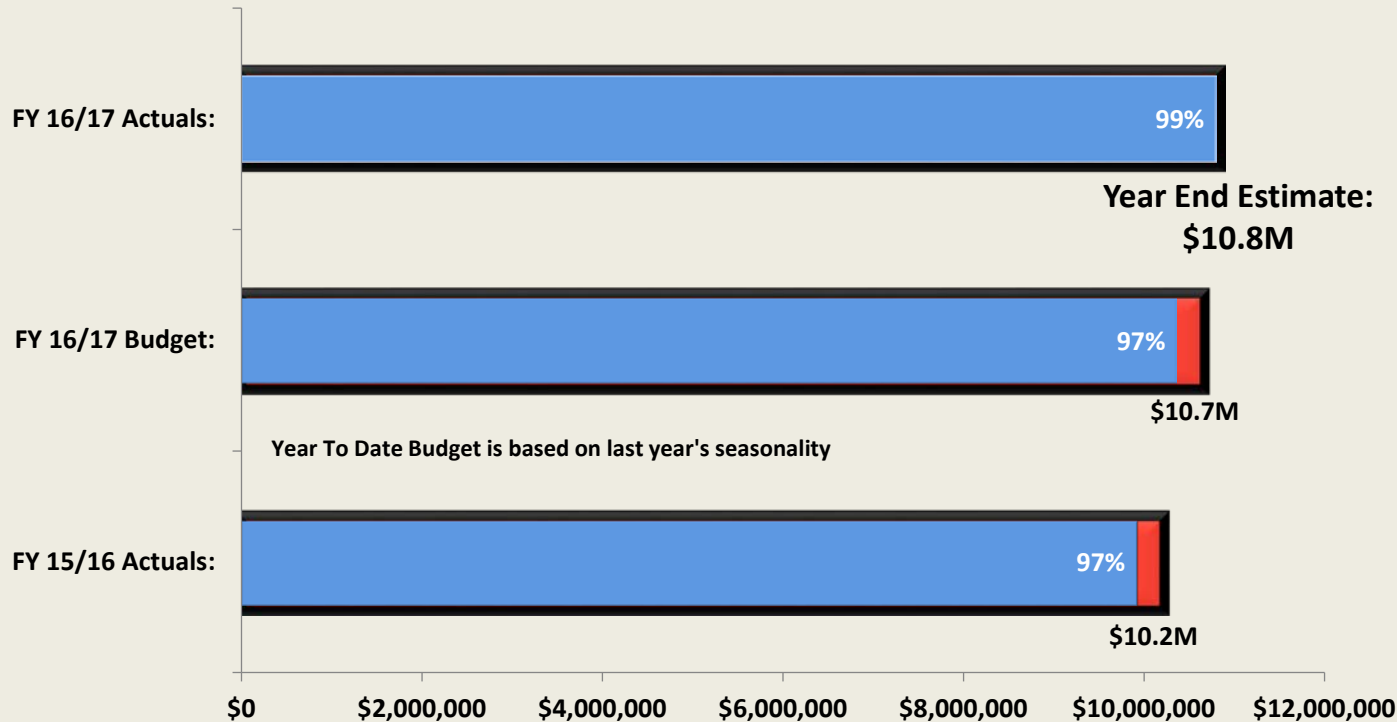 FY 16/17 Actuals:
99%
Year End Estimate:
$10.8M
FY 16/17 Budget:
97%
$10.7M
Year To Date Budget is based on last year's seasonality
FY 15/16 Actuals:
97%
$10.2M
$0 $2,000,000 $4,000,000 $6,000,000 $8,000,000 $10,000,000 $12,000,000